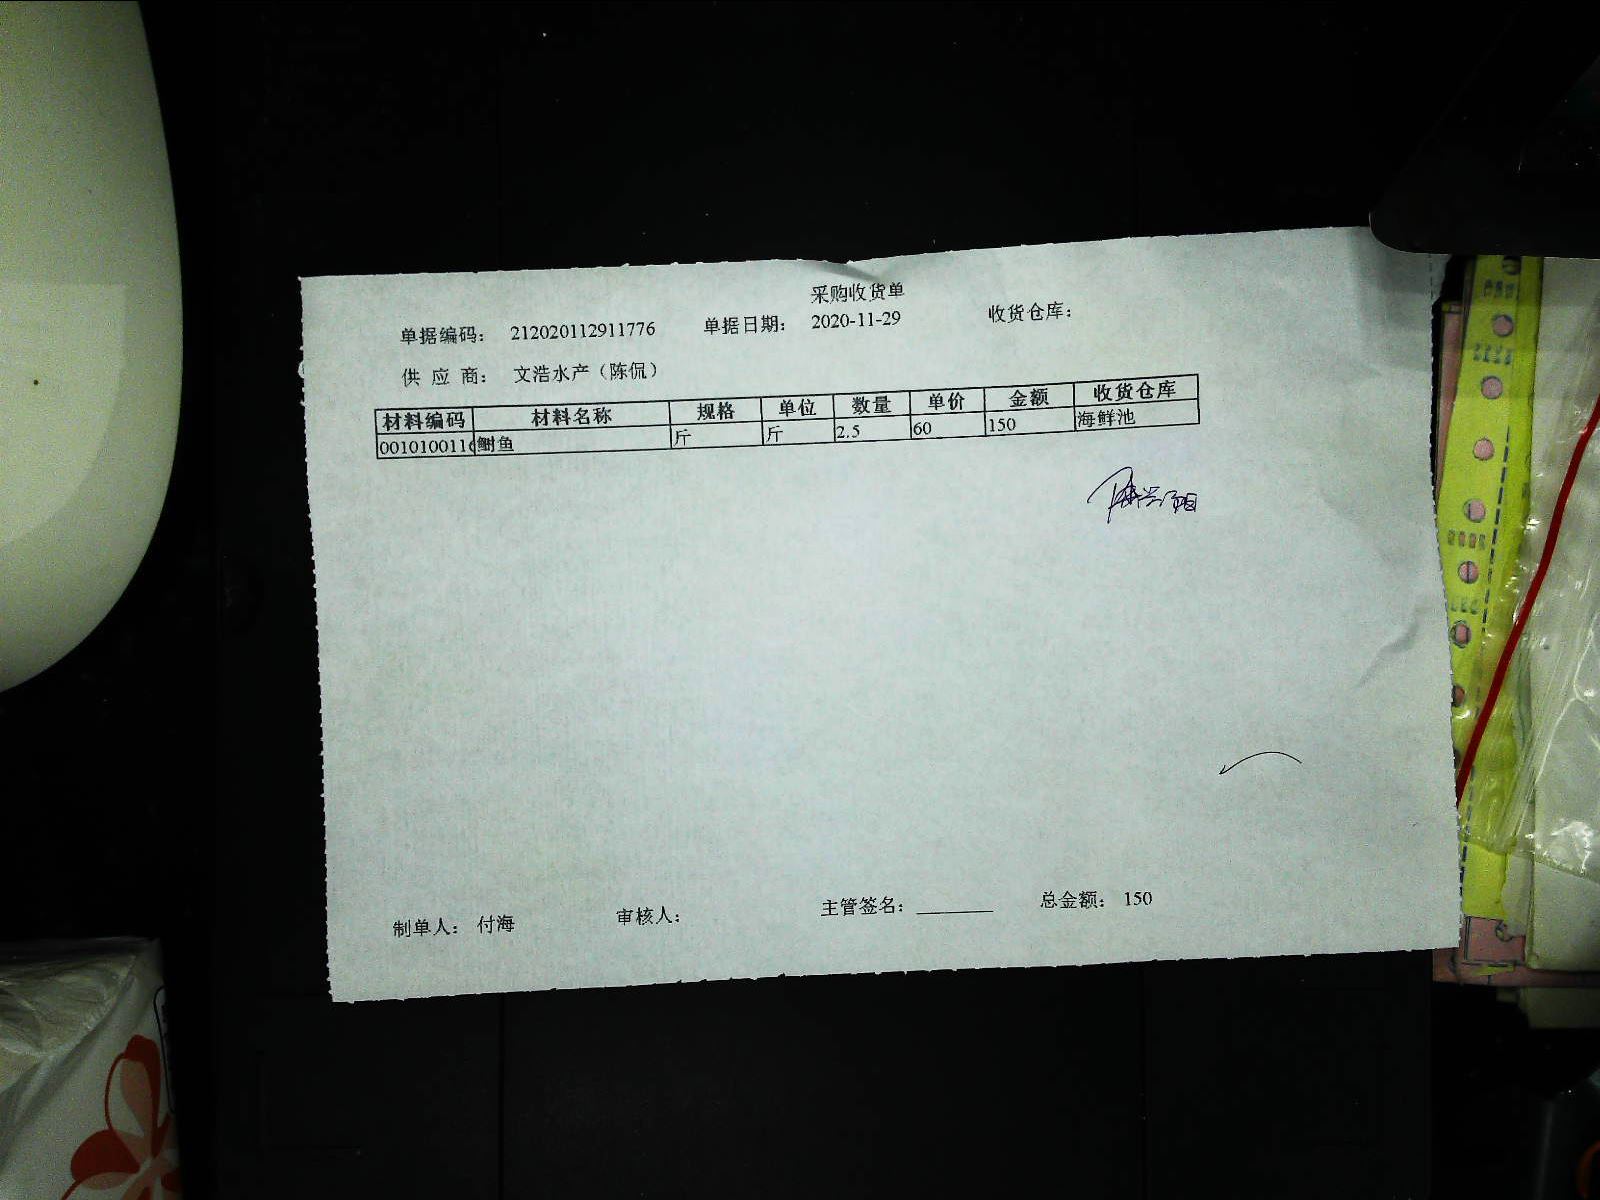 采购收货单
单据编码： 212020112911776 单据日期： 2020-11-29 收货仓库：
供 应 商： 文浩水产（陈侃）
材料编码 材料名称 规格 单位 数量 单价 金额 收货仓库
0010100116 鲥鱼 斤 斤 2.5 60 150 海鲜池
制单人： 付海 审核人： 主管签名：________ 总金额： 150